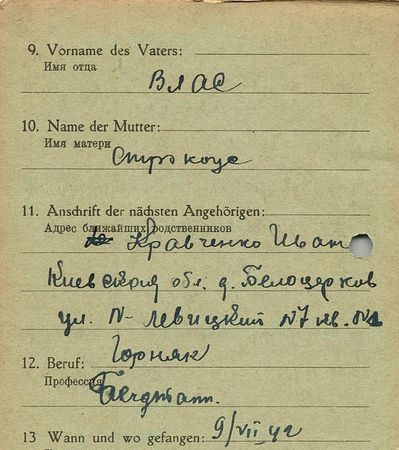 9. Vorname des Vaters:
Имя отца
Влас
10. Name der Mutter:
Имя матери
11. Anschrift der nächsten Angehörigen:
Адрес ближайших родственников
Кравченко Иван
Киевская обл. д. Белоцерков
ул. N-Левицкий N7 кв. N1
12. Beruf: Горняк
Профессия
Bergmann.
13 Wann und wo gefangen: 9/VII 42